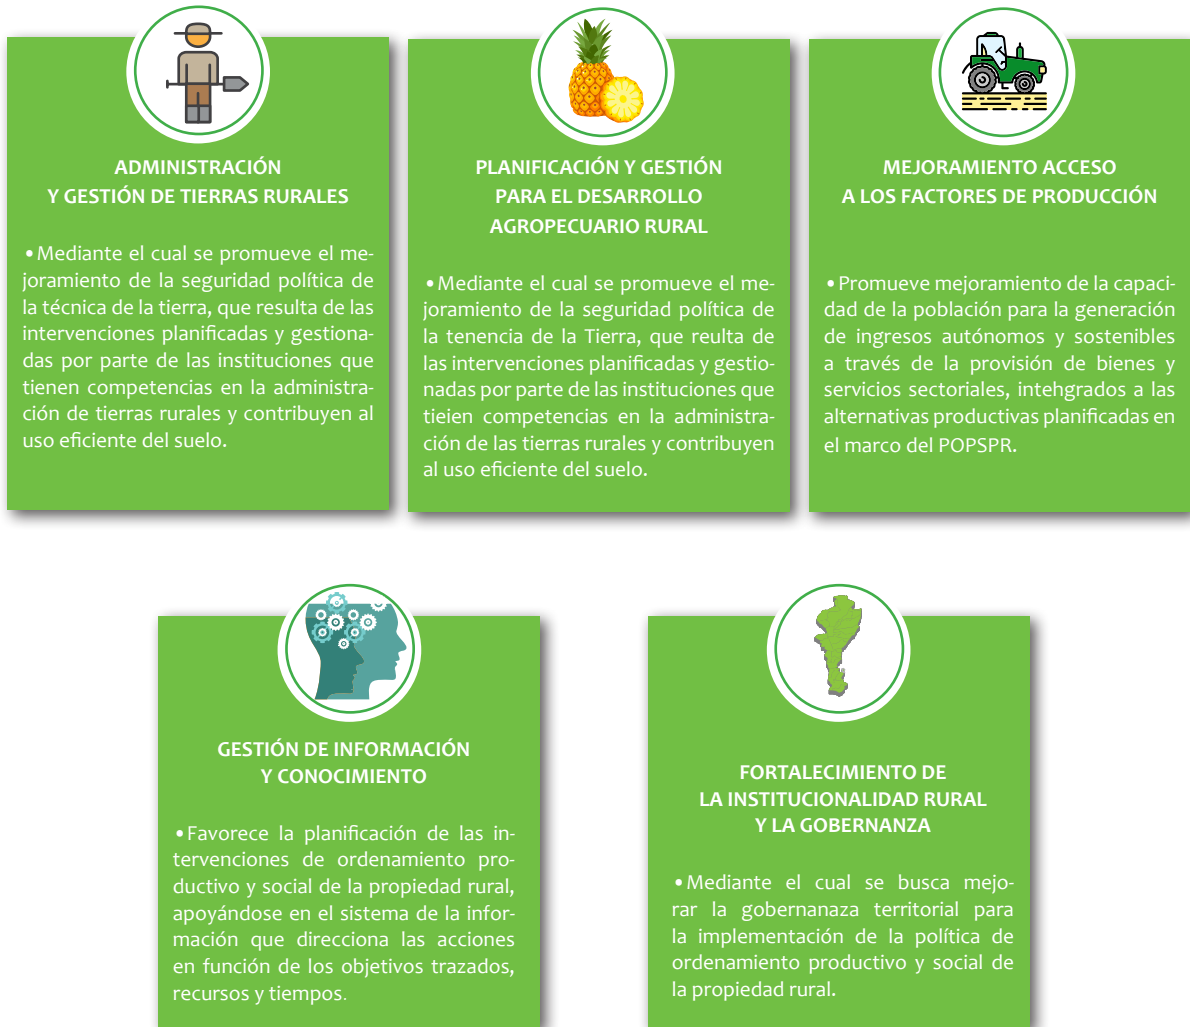 ADMINISTRACIÓN
Y GESTIÓN DE TIERRAS RURALES
•Mediante el cual se promueve el me-
joramiento de la seguridad política de
la técnica de la tierra, que resulta de las
intervenciones planificadas y gestiona-
das por parte de las instituciones que
tienen competencias en la administra-
ción de tierras rurales y contribuyen al
uso eficiente del suelo.
PLANIFICACIÓN Y GESTIÓN
PARA EL DESARROLLO
AGROPECUARIO RURAL
•Mediante el cual se promueve el me-
joramiento de la seguridad política de
la tenencia de la Tierra, que reulta de
las intervenciones planificadas y gestio-
nadas por parte de las instituciones que
tieien competencias en la administra-
ción de las tierras rurales y contribuyen
al uso eficiente del suelo.
MEJORAMIENTO ACCESO
A LOS FACTORES DE PRODUCCIÓN
•Promueve mejoramiento de la capaci-
dad de la población para la generación
de ingresos autónomos y sostenibles
a través de la provisión de bienes y
servicios sectoriales, intehgrados a las
alternativas productivas planificadas en
el marco del POPSPR.
GESTIÓN DE INFORMACIÓN
Y CONOCIMIENTO
•Favorece la planificación de las in-
tervenciones de ordenamiento pro-
ductivo y social de la propiedad rural,
apoyándose en el sistema de la infor-
mación que direcciona las acciones
en función de los objetivos trazados,
recursos y tiempos.
FORTALECIMIENTO DE
LA INSTITUCIONALIDAD RURAL
Y LA GOBERNANZA
•Mediante el cual se busca mejo-
rar la gobernanaza territorial para
la implementación de la política de
ordenamiento productivo y social de
la propiedad rural.